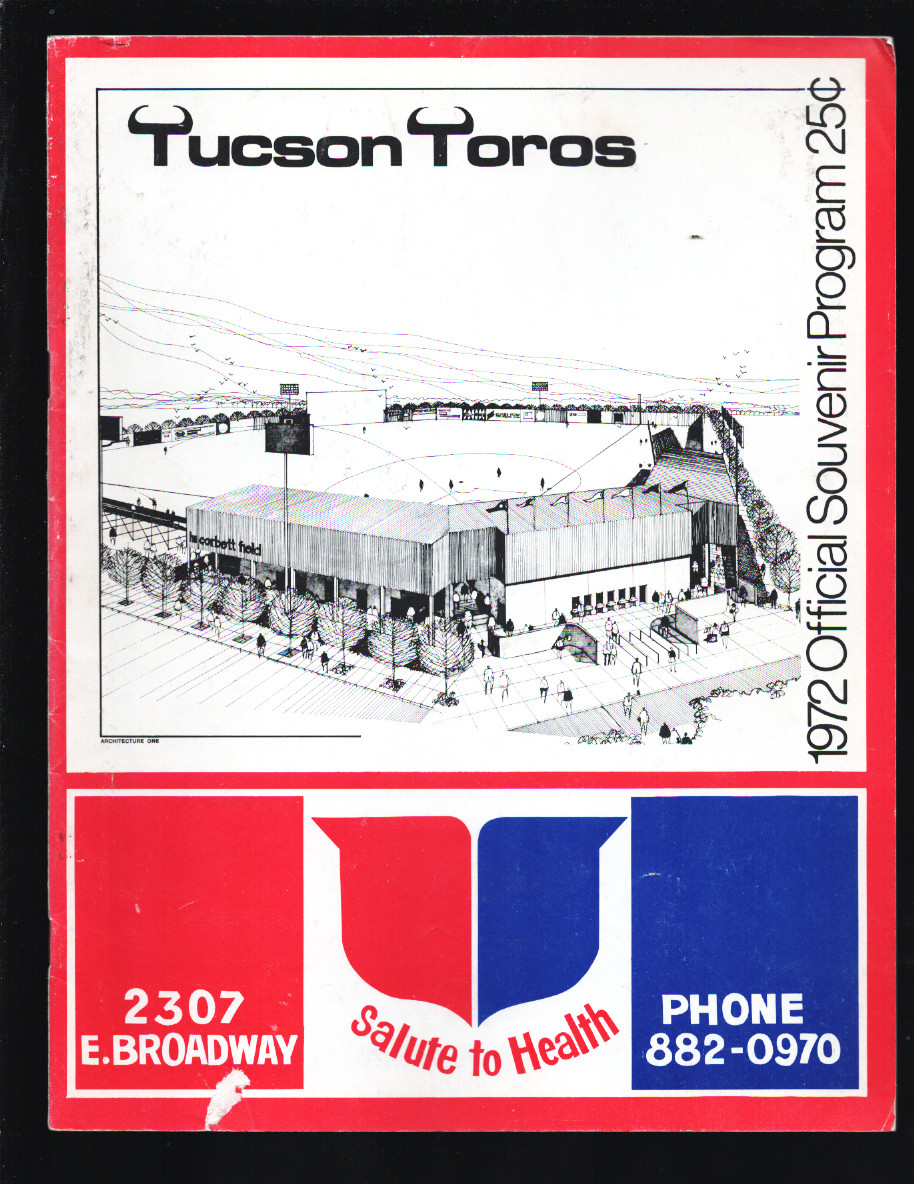 Tucson Toros
1972 Official Souvenir Program 25¢
hi corbett field
ARCHITECTURE ONE
2307
E. BROADWAY
Salute to Health
PHONE
882-0970